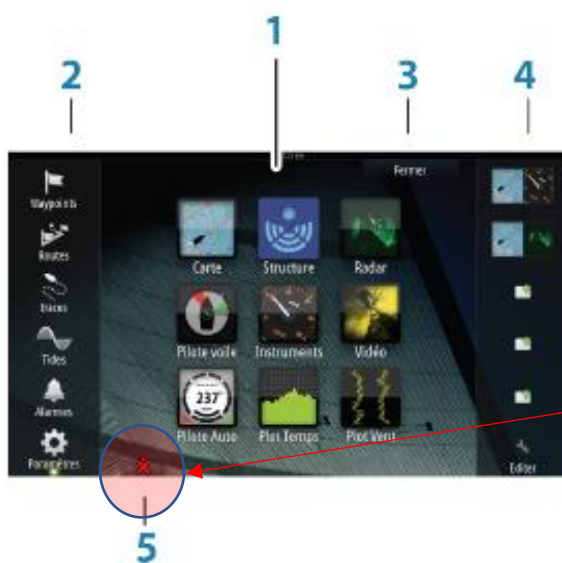 1
2
3
4
Fermer
Waypoints
Routes
traces
Tides
Alarmes
Paramètres
Carte
Structure
Radar
Pilote voile
Instruments
Vidéo
237°
Pilote Auto
Plot Temps
Plot Vent
Editer
5